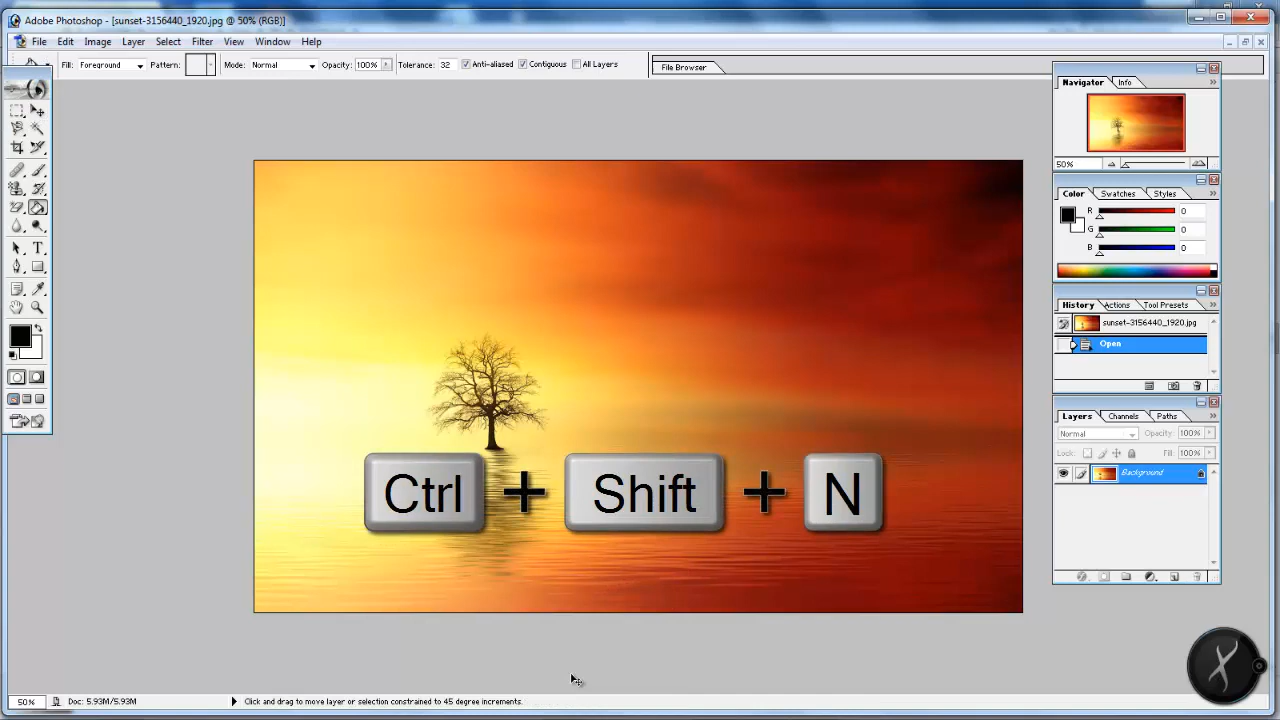 Adobe Photoshop - [sunset-3156440_1920.jpg @ 50% (RGB)]
File Edit Image Layer Select Filter View Window Help
Fill: Foreground Pattern: Mode: Normal Opacity: 100% Tolerance: 32 Anti-aliased Contiguous All Layers File Browser
Navigator Info
50%
Color Swatches Styles
R 0
G 0
B 0
History Actions Tool Presets
sunset-3156440_1920.jpg
Open
Layers Channels Paths
Normal Opacity: 100%
Lock: Fill: 100%
Background
T
Ctrl + Shift + N
50% Doc: 5.93M/5.93M Click and drag to move layer or selection constrained to 45 degree increments.